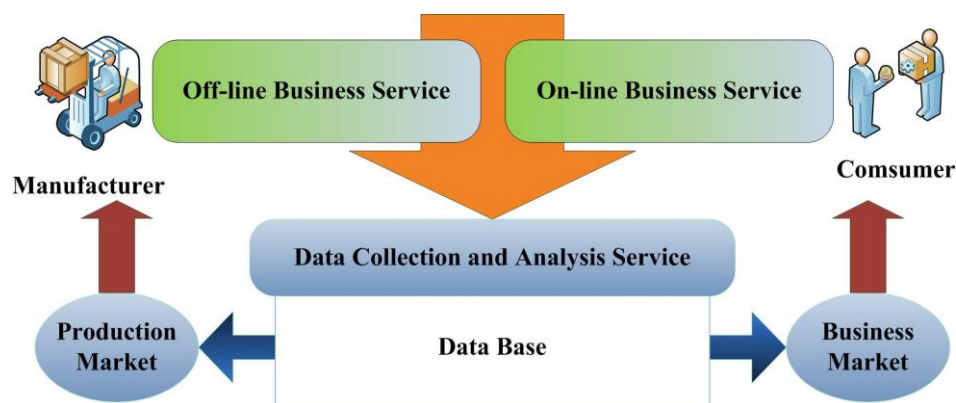 Off-line Business Service
On-line Business Service
Manufacturer
Comsumer
Data Collection and Analysis Service
Production
Market
Data Base
Business
Market